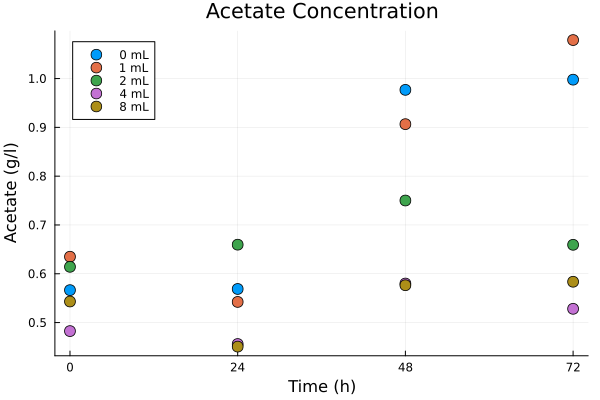 Acetate Concentration
0 mL
1 mL
2 mL
4 mL
8 mL
1.0
0.9
0.8
0.7
0.6
0.5
Acetate (g/l)
0 24 48 72
Time (h)